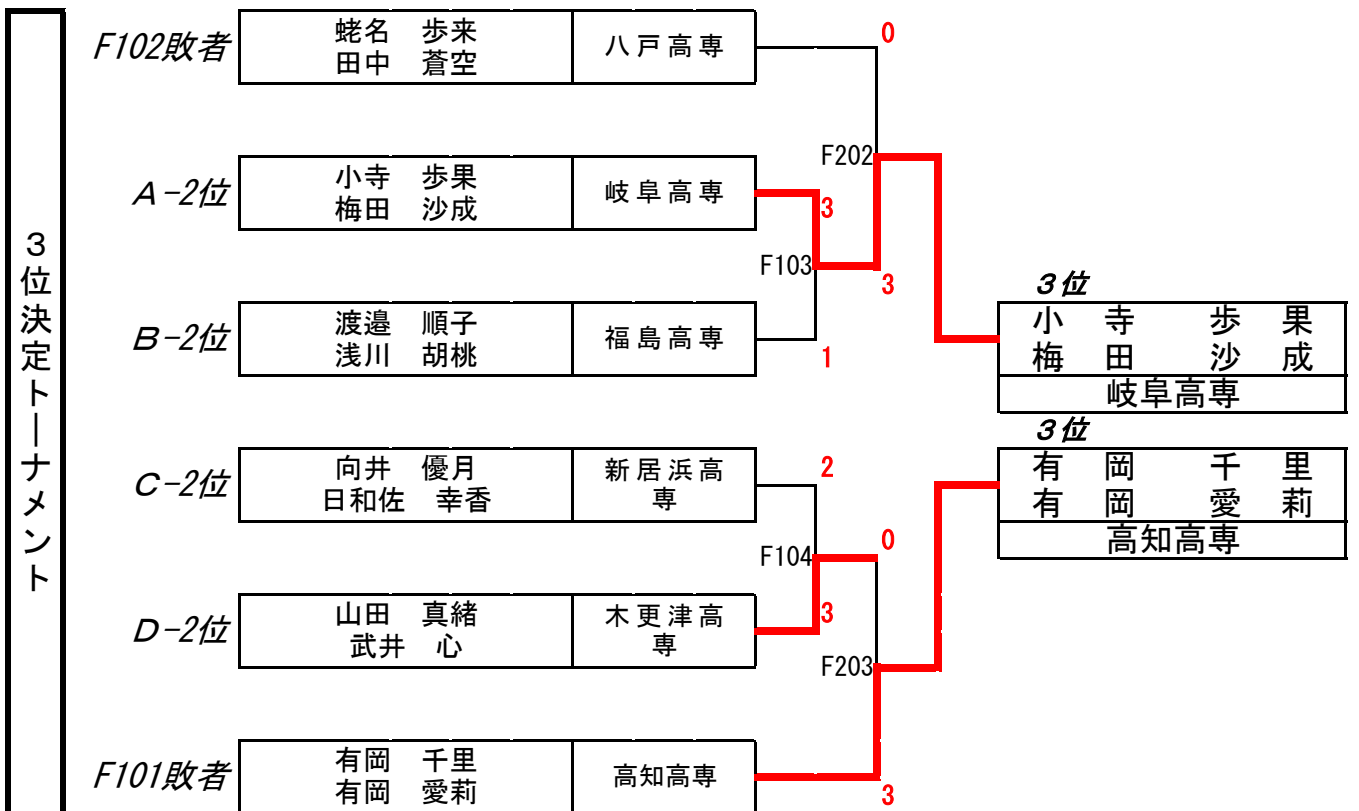 3位決定トーナメント
F102敗者
蛯名　歩来
田中　蒼空
八戸高専
0
F202
A-2位
小寺　歩果
梅田　沙成
岐阜高専
3
F103
3
B-2位
渡邉　順子
浅川　胡桃
福島高専
1
3位
小寺　歩果
梅田　沙成
岐阜高専
C-2位
向井　優月
日和佐　幸香
新居浜高
専
2
F104
0
D-2位
山田　真緒
武井　心
木更津高
専
3
F203
3位
有岡　千里
有岡　愛莉
高知高専
F101敗者
有岡　千里
有岡　愛莉
高知高専
3